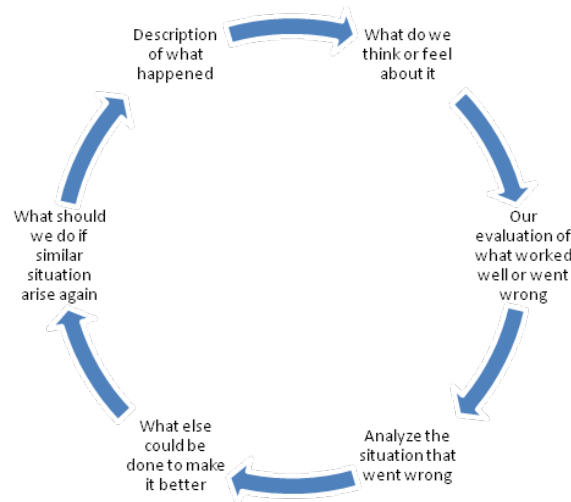 Description
of what
happened
What do we
think or feel
about it
Our
evaluation of
what worked
well or went
wrong
Analyze the
situation that
went wrong
What else
could be
done to make
it better
What should
we do if
similar
situation
arise again